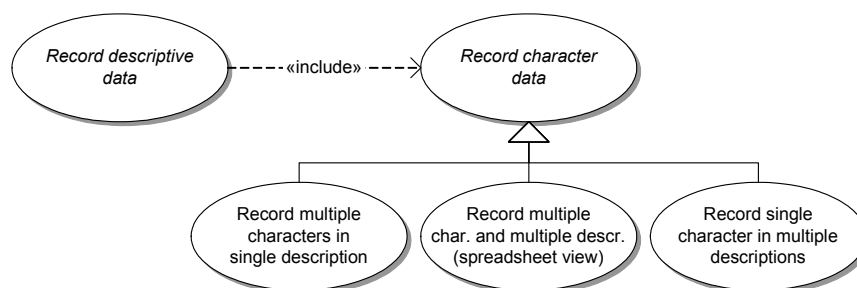 Record descriptive
data
«include»
Record character
data
Record multiple
characters in
single description
Record multiple
char. and multiple descr.
(spreadsheet view)
Record single
character in multiple
descriptions